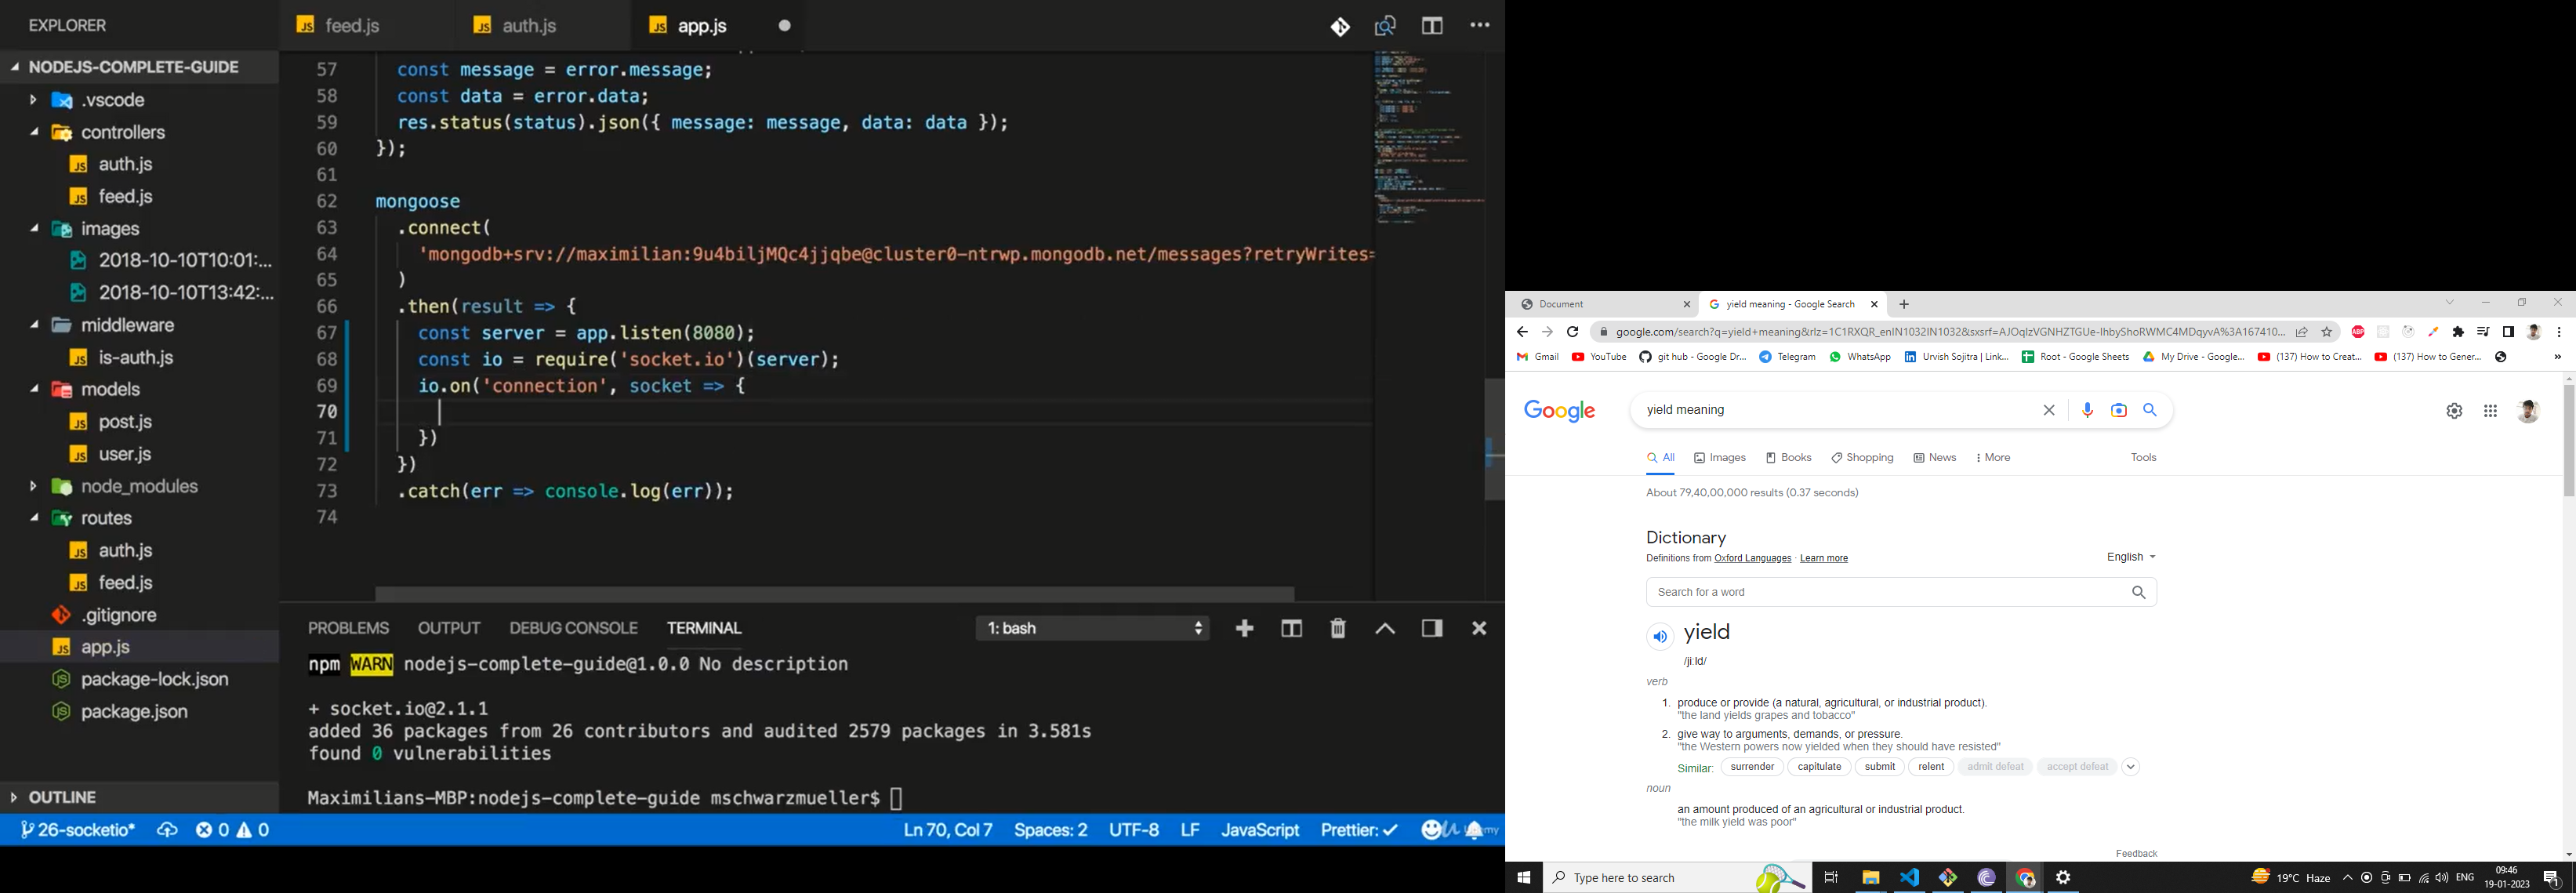 EXPLORER
NODEJS-COMPLETE-GUIDE
.vscode
controllers
auth.js
feed.js
images
2018-10-10T10:01:...
2018-10-10T13:42:...
middleware
is-auth.js
models
post.js
user.js
node_modules
routes
auth.js
feed.js
.gitignore
app.js
package-lock.json
package.json
OUTLINE
feed.js
auth.js
app.js
57 const message = error.message;
58 const data = error.data;
59 res.status(status).json({ message: message, data: data });
60 });
61
62 mongoose
63 .connect(
64 'mongodb+srv://maximilian:9u4biljMQc4jjqbe@cluster0-ntrwp.mongodb.net/messages?retryWrites=
65 )
66 .then(result => {
67 const server = app.listen(8080);
68 const io = require('socket.io')(server);
69 io.on('connection', socket => {
70
71 })
72 })
73 .catch(err => console.log(err));
74
PROBLEMS OUTPUT DEBUG CONSOLE TERMINAL 1: bash
npm WARN nodejs-complete-guide@1.0.0 No description
+ socket.io@2.1.1
added 36 packages from 26 contributors and audited 2579 packages in 3.581s
found 0 vulnerabilities
Maximilians-MBP:nodejs-complete-guide mschwarzmueller$
26-socketio* 0 0 Ln 70, Col 7 Spaces: 2 UTF-8 LF JavaScript Prettier: ✓
Document yield meaning - Google Search
google.com/search?q=yield+meaning&rlz=1C1RXQR_enIN1032IN1032&sxsrf=AJOqlzVGNHZTGUe-IhbyShoRWMC4MDqyvA%3A167410...
Gmail YouTube git hub - Google Dr... Telegram WhatsApp Urvish Sojitra | Link... Root - Google Sheets My Drive - Google... (137) How to Creat... (137) How to Gener... »
Google
yield meaning
All Images Books Shopping News More Tools
About 79,40,00,000 results (0.37 seconds)
Dictionary
Definitions from Oxford Languages · Learn more
English
Search for a word
yield
/jiːld/
verb
1. produce or provide (a natural, agricultural, or industrial product).
"the land yields grapes and tobacco"
2. give way to arguments, demands, or pressure.
"the Western powers now yielded when they should have resisted"
Similar: surrender capitulate submit relent admit defeat accept defeat
noun
an amount produced of an agricultural or industrial product.
"the milk yield was poor"
Feedback
Type here to search
19°C Haze
ENG
09:46
19-01-2023